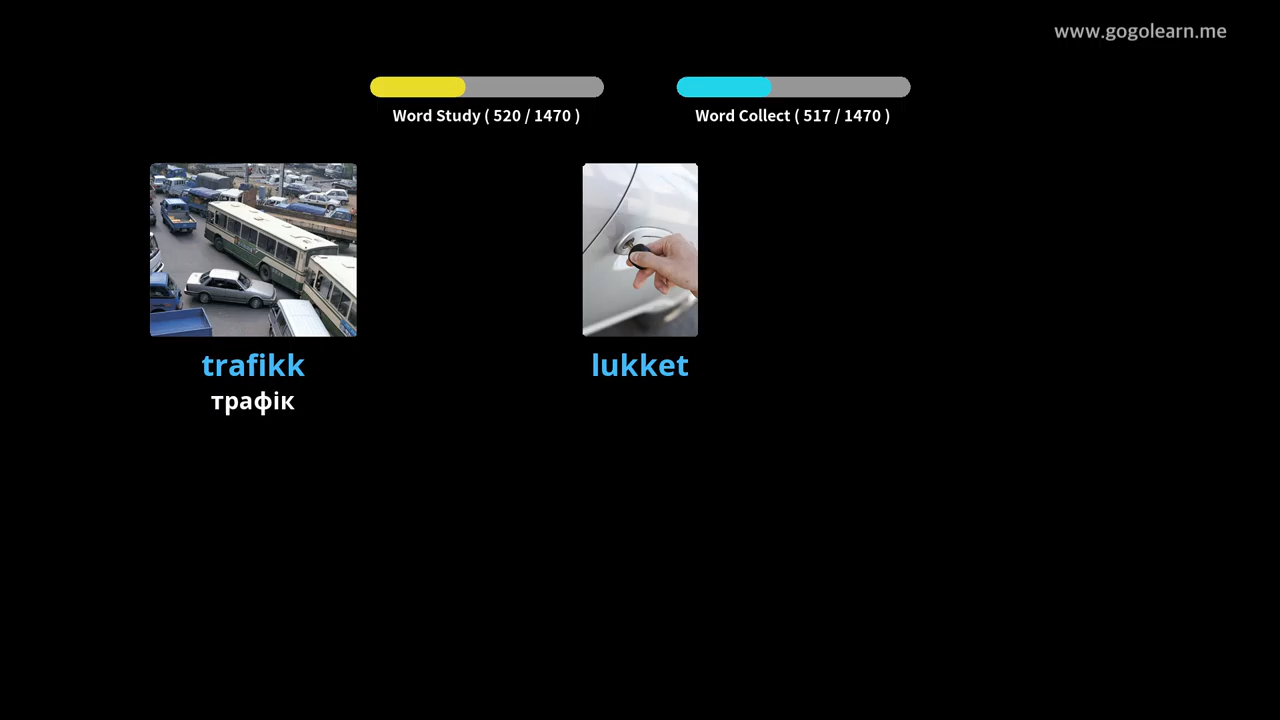 www.gogolearn.me
Word Study ( 520 / 1470 )
Word Collect ( 517 / 1470 )
trafikk
трафік
lukket